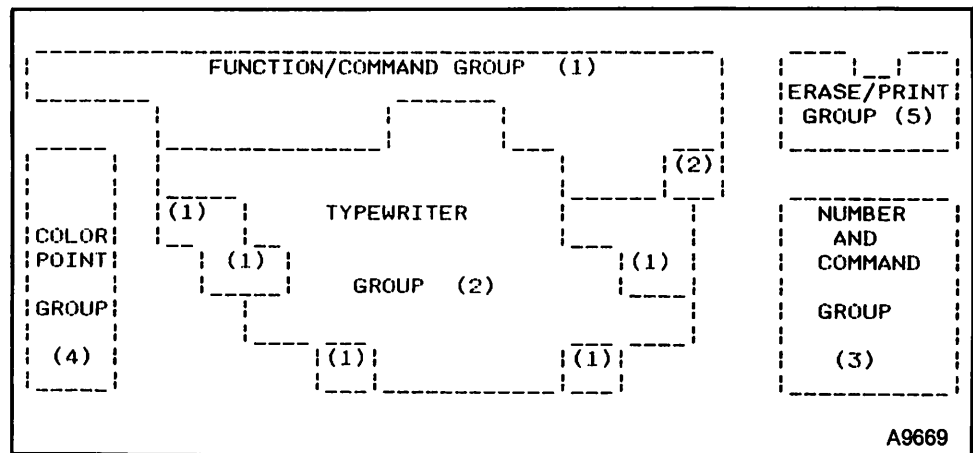 FUNCTION/COMMAND GROUP (1)
ERASE/PRINT
GROUP (5)
(2)
(1)
TYPEWRITER
NUMBER
COLOR
AND
POINT
(1)
(1)
COMMAND
GROUP (2)
GROUP
GROUP
(4)
(1)
(1)
(3)
A9669